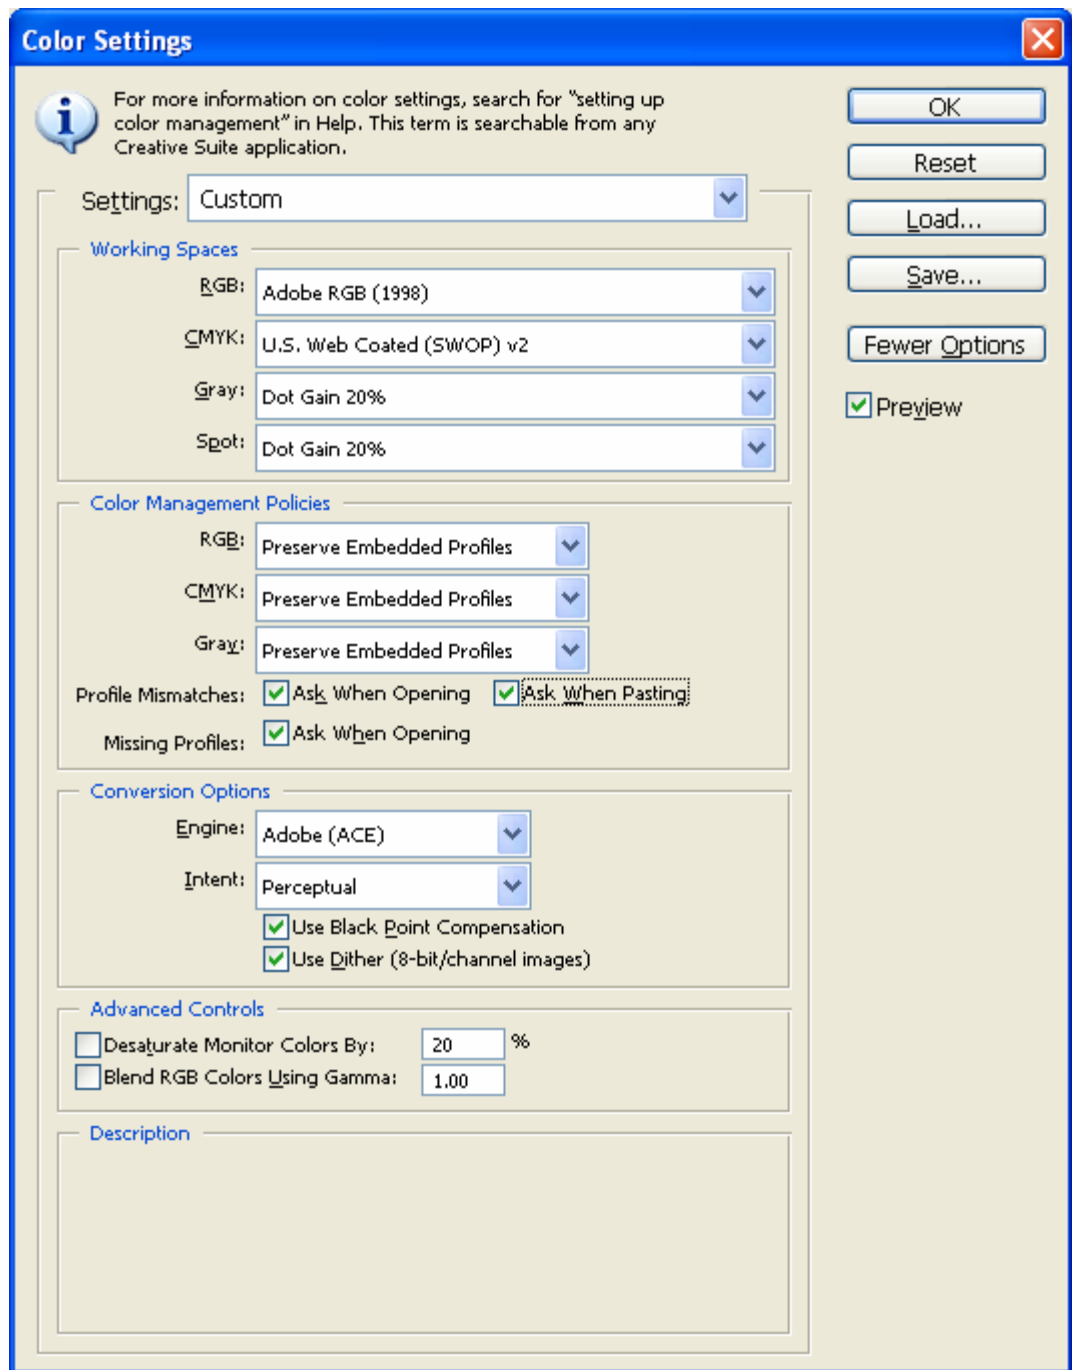 Color Settings
For more information on color settings, search for "setting up
color management" in Help. This term is searchable from any
Creative Suite application.
OK
Reset
Load...
Save...
Fewer Options
Preview
Settings: Custom
Working Spaces
RGB: Adobe RGB (1998)
CMYK: U.S. Web Coated (SWOP) v2
Gray: Dot Gain 20%
Spot: Dot Gain 20%
Color Management Policies
RGB: Preserve Embedded Profiles
CMYK: Preserve Embedded Profiles
Gray: Preserve Embedded Profiles
Profile Mismatches: Ask When Opening Ask When Pasting
Missing Profiles: Ask When Opening
Conversion Options
Engine: Adobe (ACE)
Intent: Perceptual
Use Black Point Compensation
Use Dither (8-bit/channel images)
Advanced Controls
Desaturate Monitor Colors By: 20 %
Blend RGB Colors Using Gamma: 1.00
Description